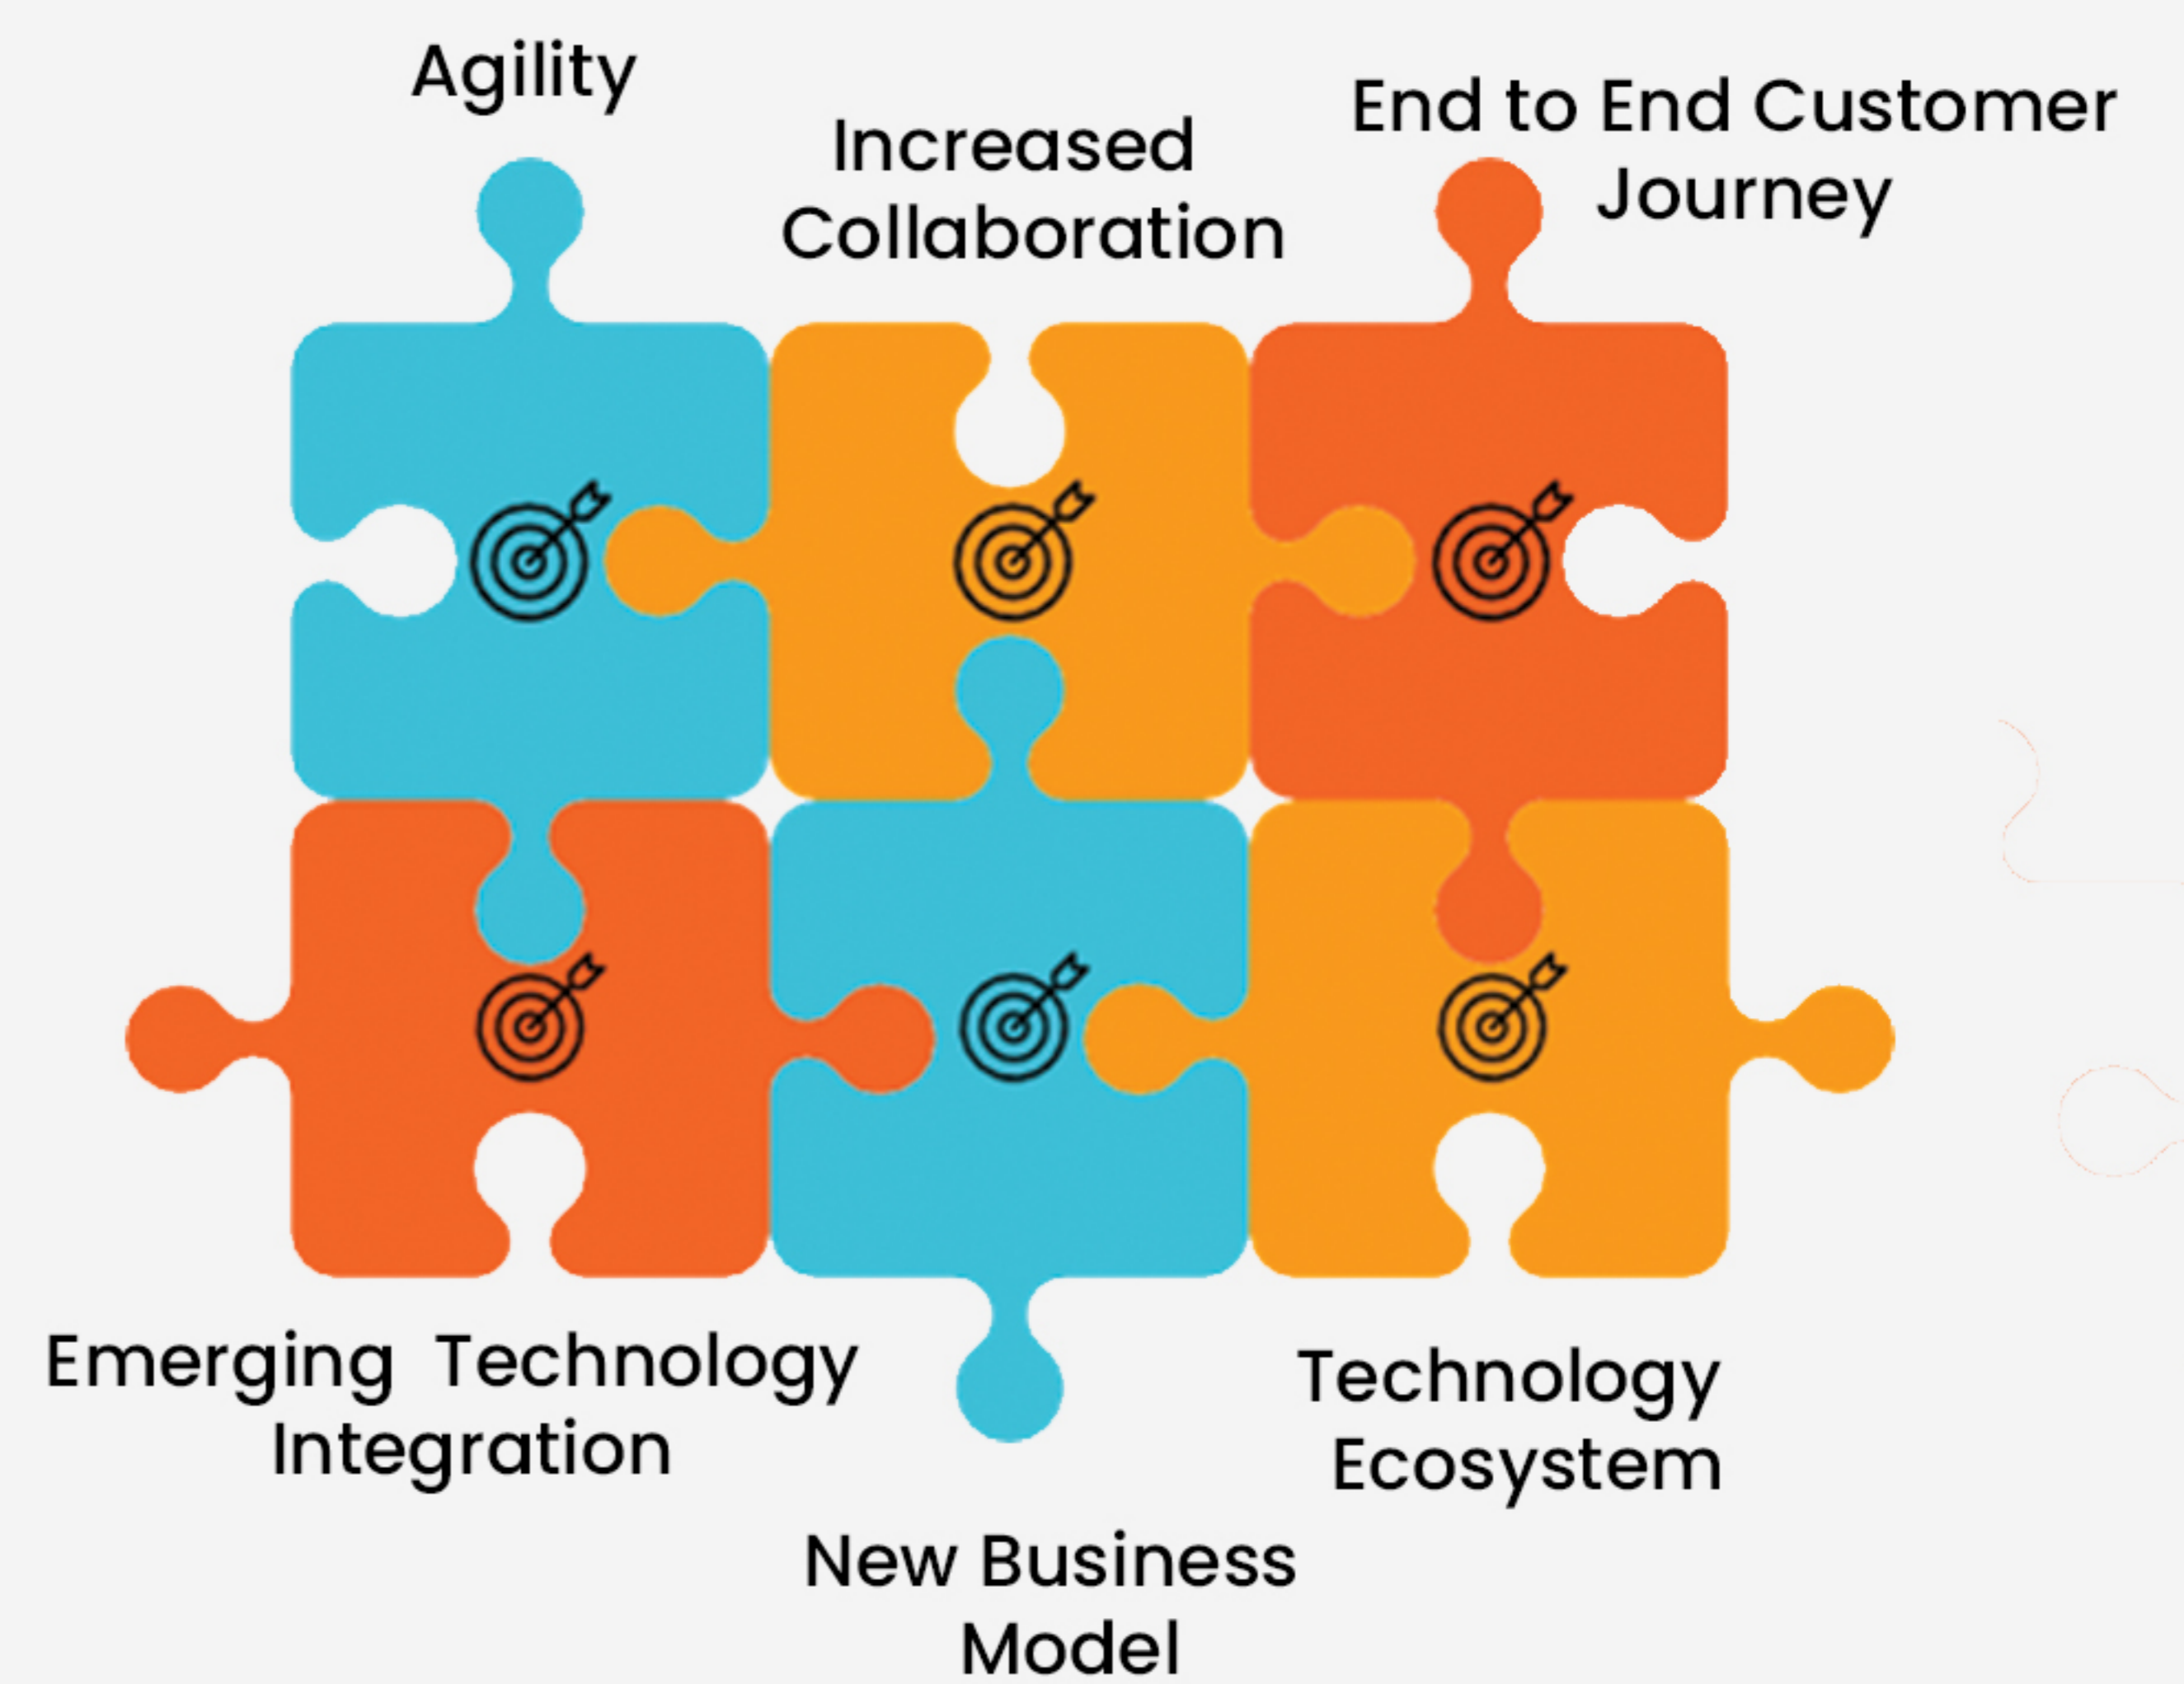 Agility
Increased
Collaboration
End to End Customer
Journey
Emerging  Technology
Integration
New Business
Model
Technology
Ecosystem